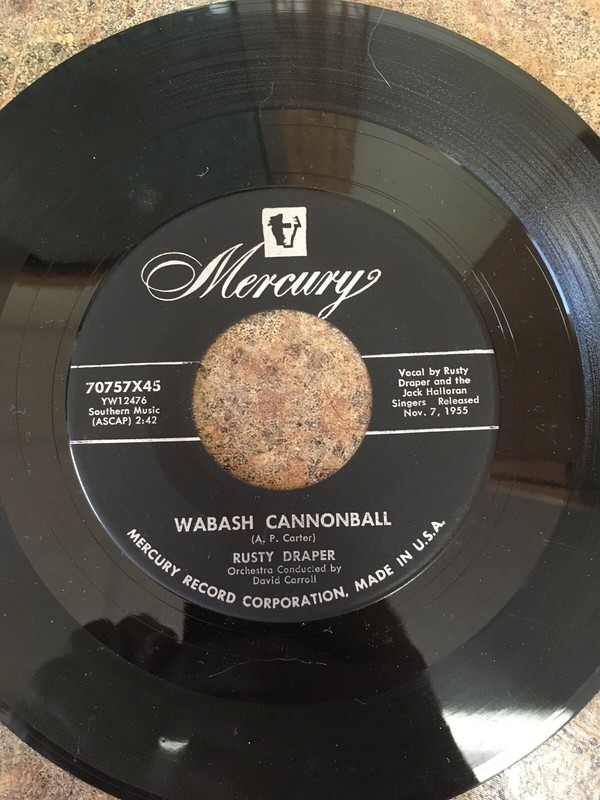 Mercury
70757X45
YW12476
Southern Music
(ASCAP) 2:42
Vocal by Rusty
Draper and the
Jack Halloran
Singers Released
Nov. 7, 1955
WABASH CANNONBALL
(A. P. Carter)
RUSTY DRAPER
Orchestra Conducted by
David Carroll
MERCURY RECORD CORPORATION, MADE IN U.S.A.